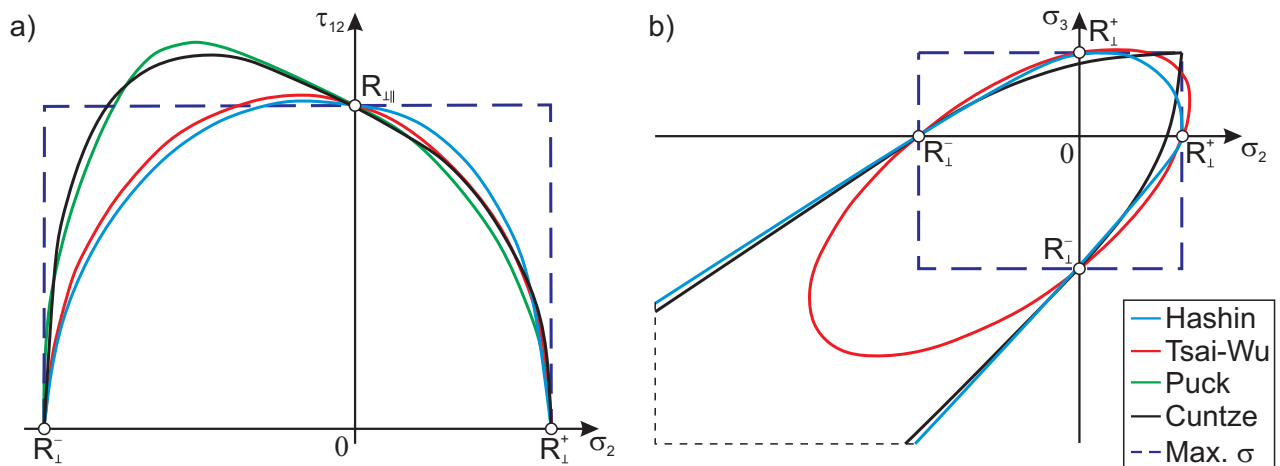 a)
τ₁₂
R⊥∥
R⊥⁻
0
R⊥⁺
σ₂
b)
σ₃
R⊥⁺
R⊥⁻
0
R⊥⁺
σ₂
R⊥⁻
Hashin
Tsai-Wu
Puck
Cuntze
Max. σ